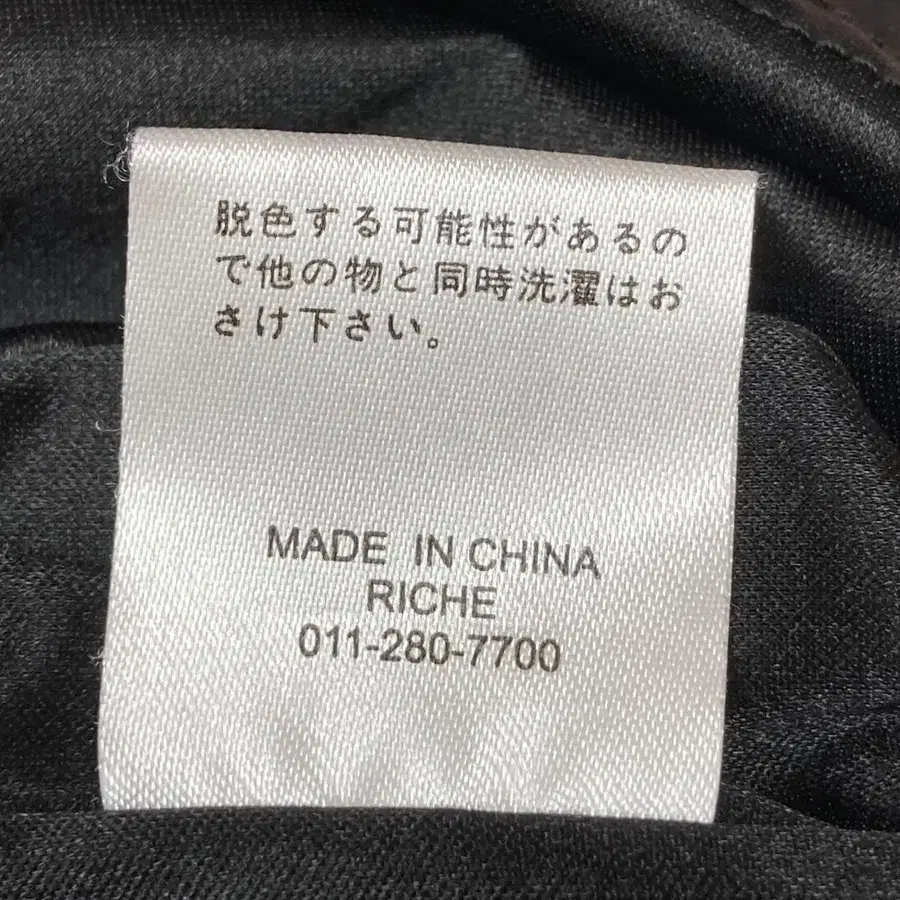 脱色する可能性があるの
で他の物と同時洗濯はお
さけ下さい。
MADE IN CHINA
RICHE
011-280-7700